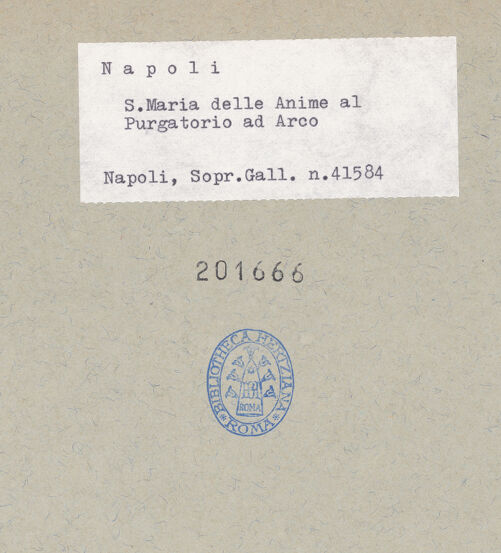 N a p o l i
S.Maria delle Anime al
Purgatorio ad Arco
Napoli, Sopr.Gall. n.41584
201666
BIBLIOTHECA HERTZIANA
ROMA
ROMA